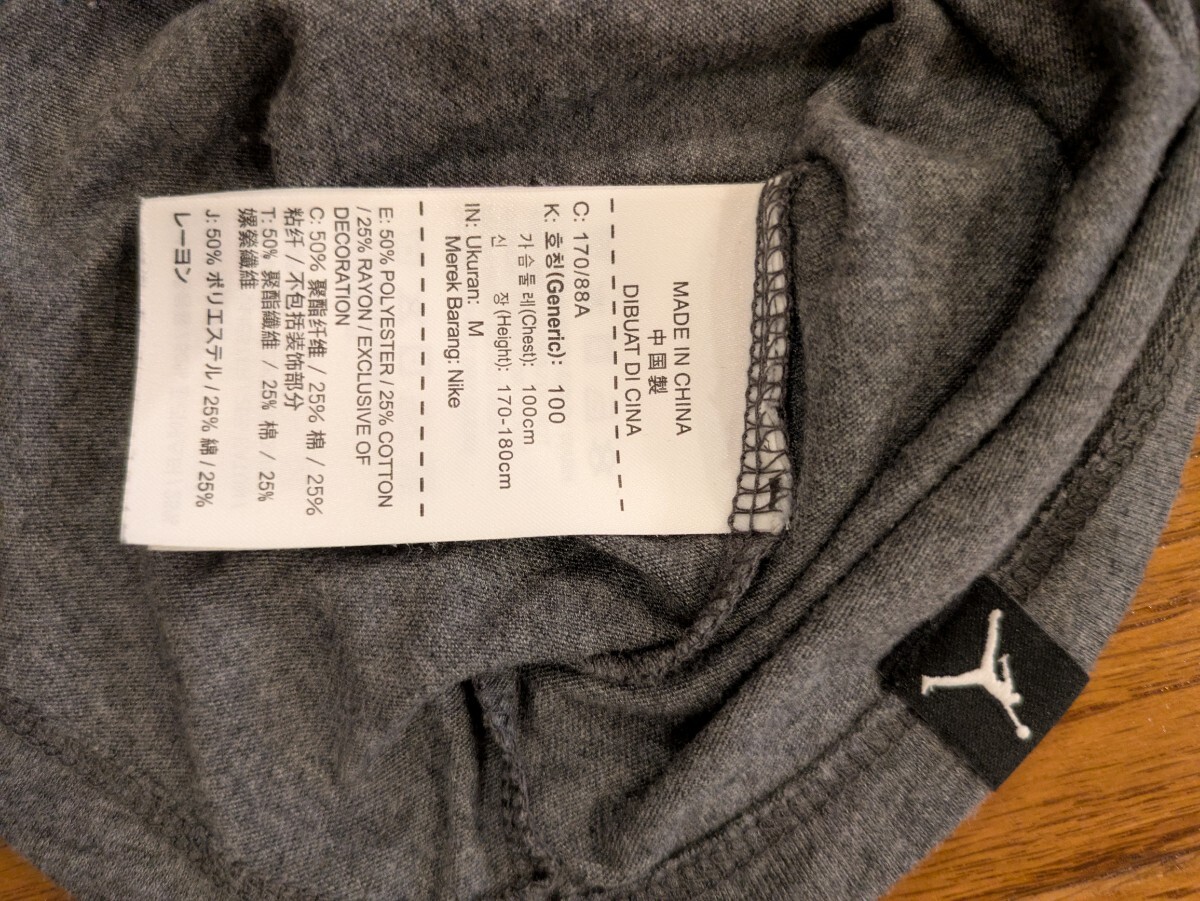 MADE IN CHINA
中国製
DIBUAT DI CINA
C: 170/88A
K: 호칭(Generic): 100
가슴둘레(Chest): 100cm
신 장(Height): 170-180cm
IN: Ukuran: M
Merek Barang: Nike
E: 50% POLYESTER / 25% COTTON
/ 25% RAYON / EXCLUSIVE OF
DECORATION
C: 50% 聚酯纤维 / 25% 棉 / 25%
粘纤 / 不包括装饰部分
T: 50% 聚酯纖維 / 25% 棉 / 25%
嫘縈纖維
J: 50% ポリエステル / 25% 綿 / 25%
レーヨン